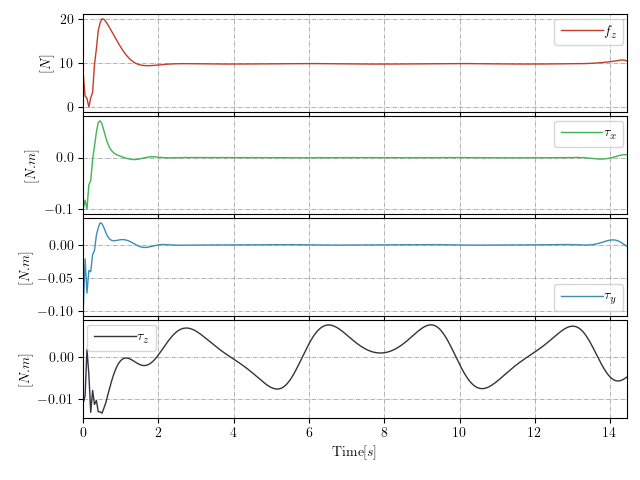 20
10
0
[N]
f_z
0.0
−0.1
[N.m]
τ_x
0.00
−0.05
−0.10
[N.m]
τ_y
0.00
−0.01
[N.m]
τ_z
0 2 4 6 8 10 12 14
Time[s]